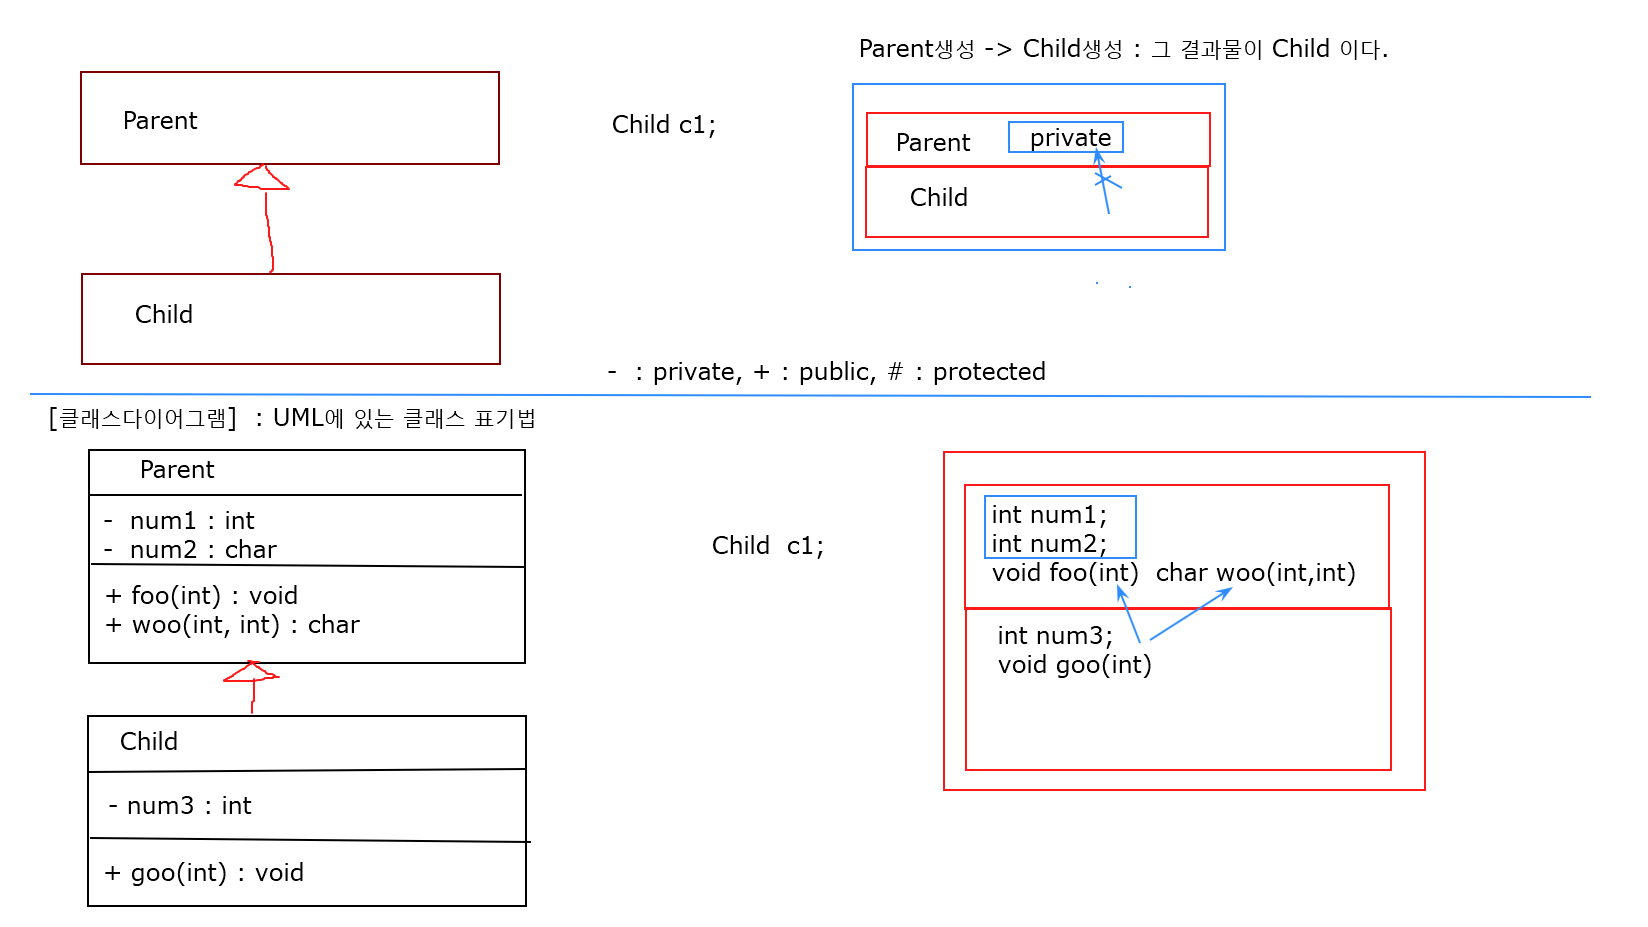 Parent생성 -> Child생성 : 그 결과물이 Child 이다.
Parent
Child c1;
Parent private
Child
Child
- : private, + : public, # : protected
[클래스다이어그램] : UML에 있는 클래스 표기법
Parent
- num1 : int
- num2 : char
+ foo(int) : void
+ woo(int, int) : char
Child c1;
int num1;
int num2;
void foo(int) char woo(int,int)
int num3;
void goo(int)
Child
- num3 : int
+ goo(int) : void